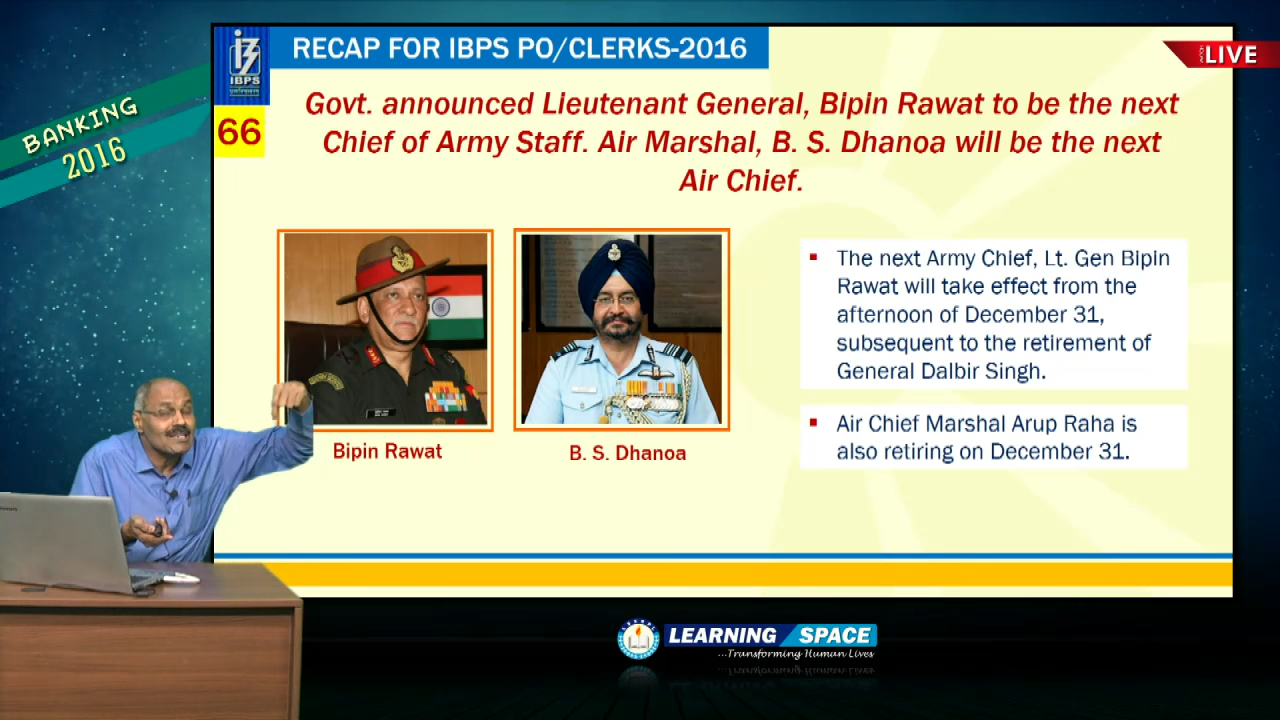 RECAP FOR IBPS PO/CLERKS-2016
IBPS
66
LIVE
BANKING
2016
Govt. announced Lieutenant General, Bipin Rawat to be the next
Chief of Army Staff. Air Marshal, B. S. Dhanoa will be the next
Air Chief.
The next Army Chief, Lt. Gen Bipin
Rawat will take effect from the
afternoon of December 31,
subsequent to the retirement of
General Dalbir Singh.
Air Chief Marshal Arup Raha is
also retiring on December 31.
Bipin Rawat
B. S. Dhanoa
LEARNING SPACE
...Transforming Human Lives